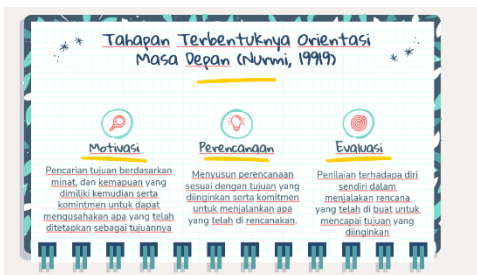 Tahapan Terbentuknya Orientasi
Masa Depan (Nurmi, 19919)
Motivasi
Pencarian tujuan berdasarkan
minat, dan kemapuan yang
dimiliki kemudian serta
komintmen untuk dapat
mengusahakan apa yang telah
ditetapkan sebagai tujuannya
Perencanaan
Menyusun perencanaan
sesuai dengan tujuan yang
diinginkan serta komitmen
untuk menjalankan apa
yang telah di rencanakan.
Evaluasi
Penilaian terhadapa diri
sendiri dalam
menjalakan rencana
yang telah di buat untuk
mencapai tujuan yang
diinginkan